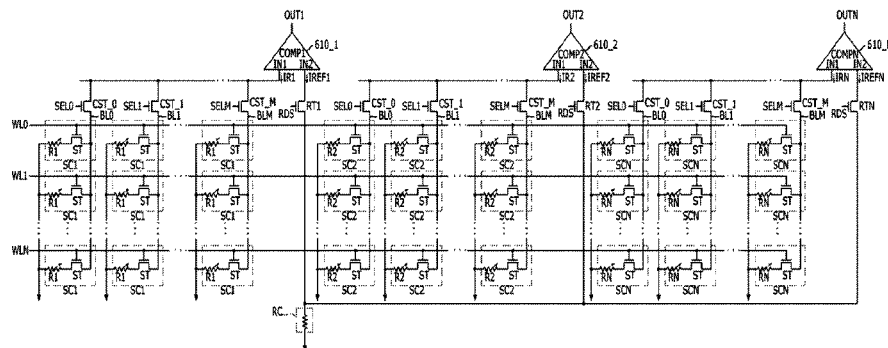 OUT1 OUT2 OUTN
COMP1 610_1 COMP2 610_2 COMPN
IN1 IN2 IN1 IN2 IN1 IN2
IR1 IREF1 IR2 IREF2 IRN IREFN
SEL0 CST_0 SEL1 CST_1 SELM CST_M RT1 SEL0 CST_0 SEL1 CST_1 SELM CST_M RT2 SEL0 CST_0 SEL1 CST_1 SELM CST_M RTN
BL0 BL1 BLM RDS BL0 BL1 BLM RDS BL0 BL1 BLM RDS
WL0
R1 ST R1 ST R1 ST R2 ST R2 ST R2 ST RN ST RN ST RN ST
SC1 SC1 SC1 SC2 SC2 SC2 SCN SCN SCN
WL1
R1 ST R1 ST R1 ST R2 ST R2 ST R2 ST RN ST RN ST RN ST
SC1 SC1 SC1 SC2 SC2 SC2 SCN SCN SCN
WLN
R1 ST R1 ST R1 ST R2 ST R2 ST R2 ST RN ST RN ST RN ST
SC1 SC1 SC1 SC2 SC2 SC2 SCN SCN SCN
RC